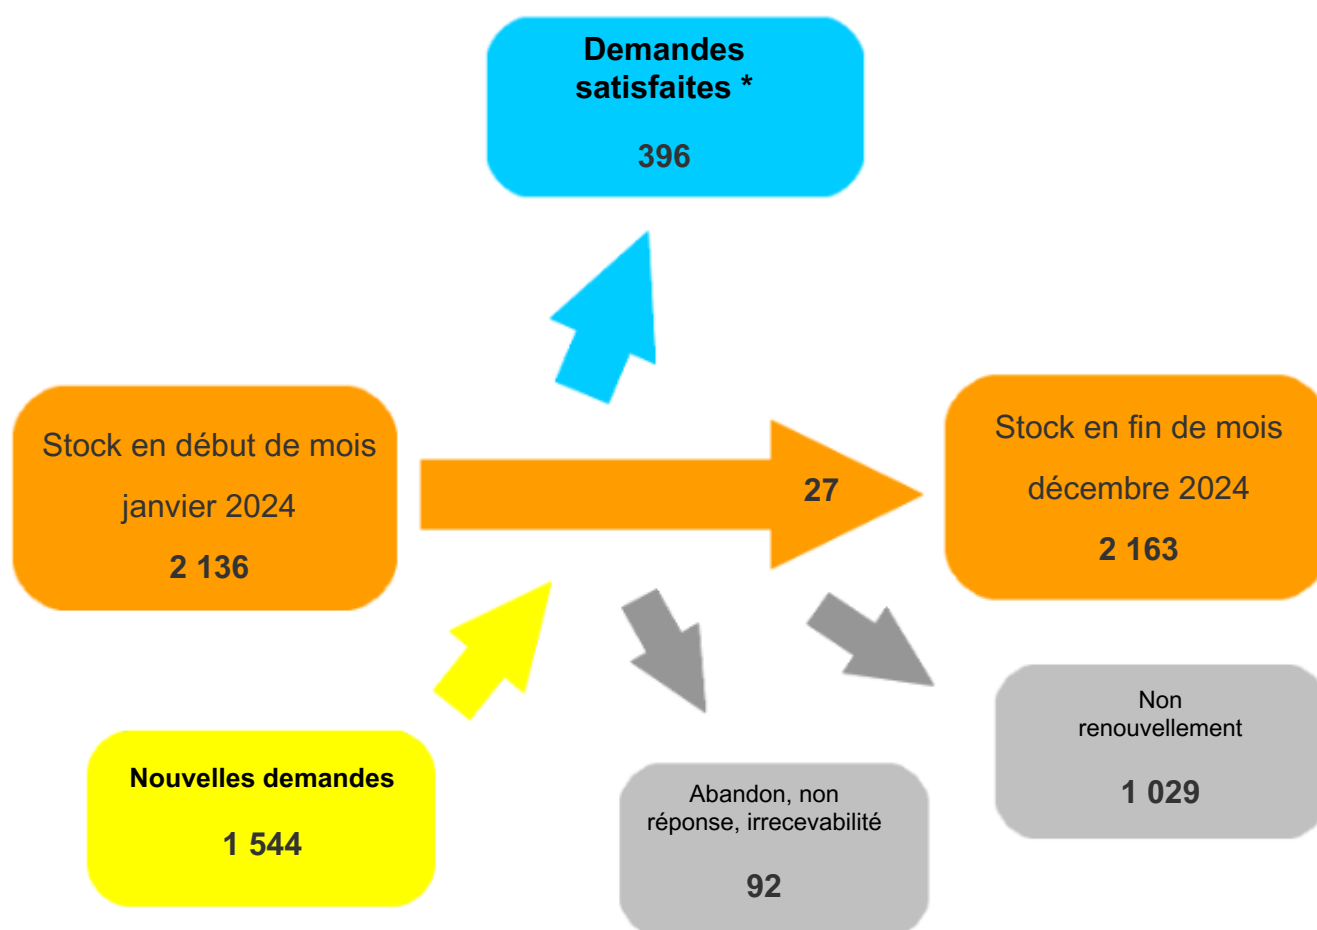 Demandes
satisfaites *
396
Stock en début de mois
janvier 2024
2 136
27
Stock en fin de mois
décembre 2024
2 163
Nouvelles demandes
1 544
Abandon, non
réponse, irrecevabilité
92
Non
renouvellement
1 029